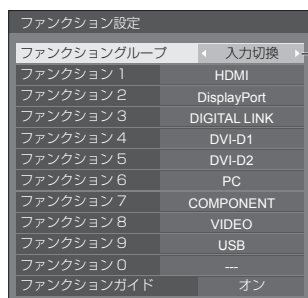 ファンクション設定
ファンクショングループ 入力切換
ファンクション 1 HDMI
ファンクション 2 DisplayPort
ファンクション 3 DIGITAL LINK
ファンクション 4 DVI-D1
ファンクション 5 DVI-D2
ファンクション 6 PC
ファンクション 7 COMPONENT
ファンクション 8 VIDEO
ファンクション 9 USB
ファンクション 0 ---
ファンクションガイド オン